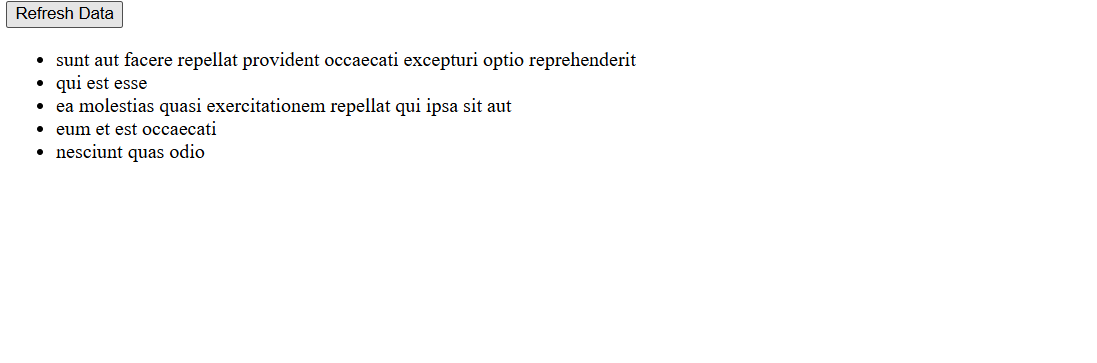 Refresh Data
sunt aut facere repellat provident occaecati excepturi optio reprehenderit
qui est esse
ea molestias quasi exercitationem repellat qui ipsa sit aut
eum et est occaecati
nesciunt quas odio